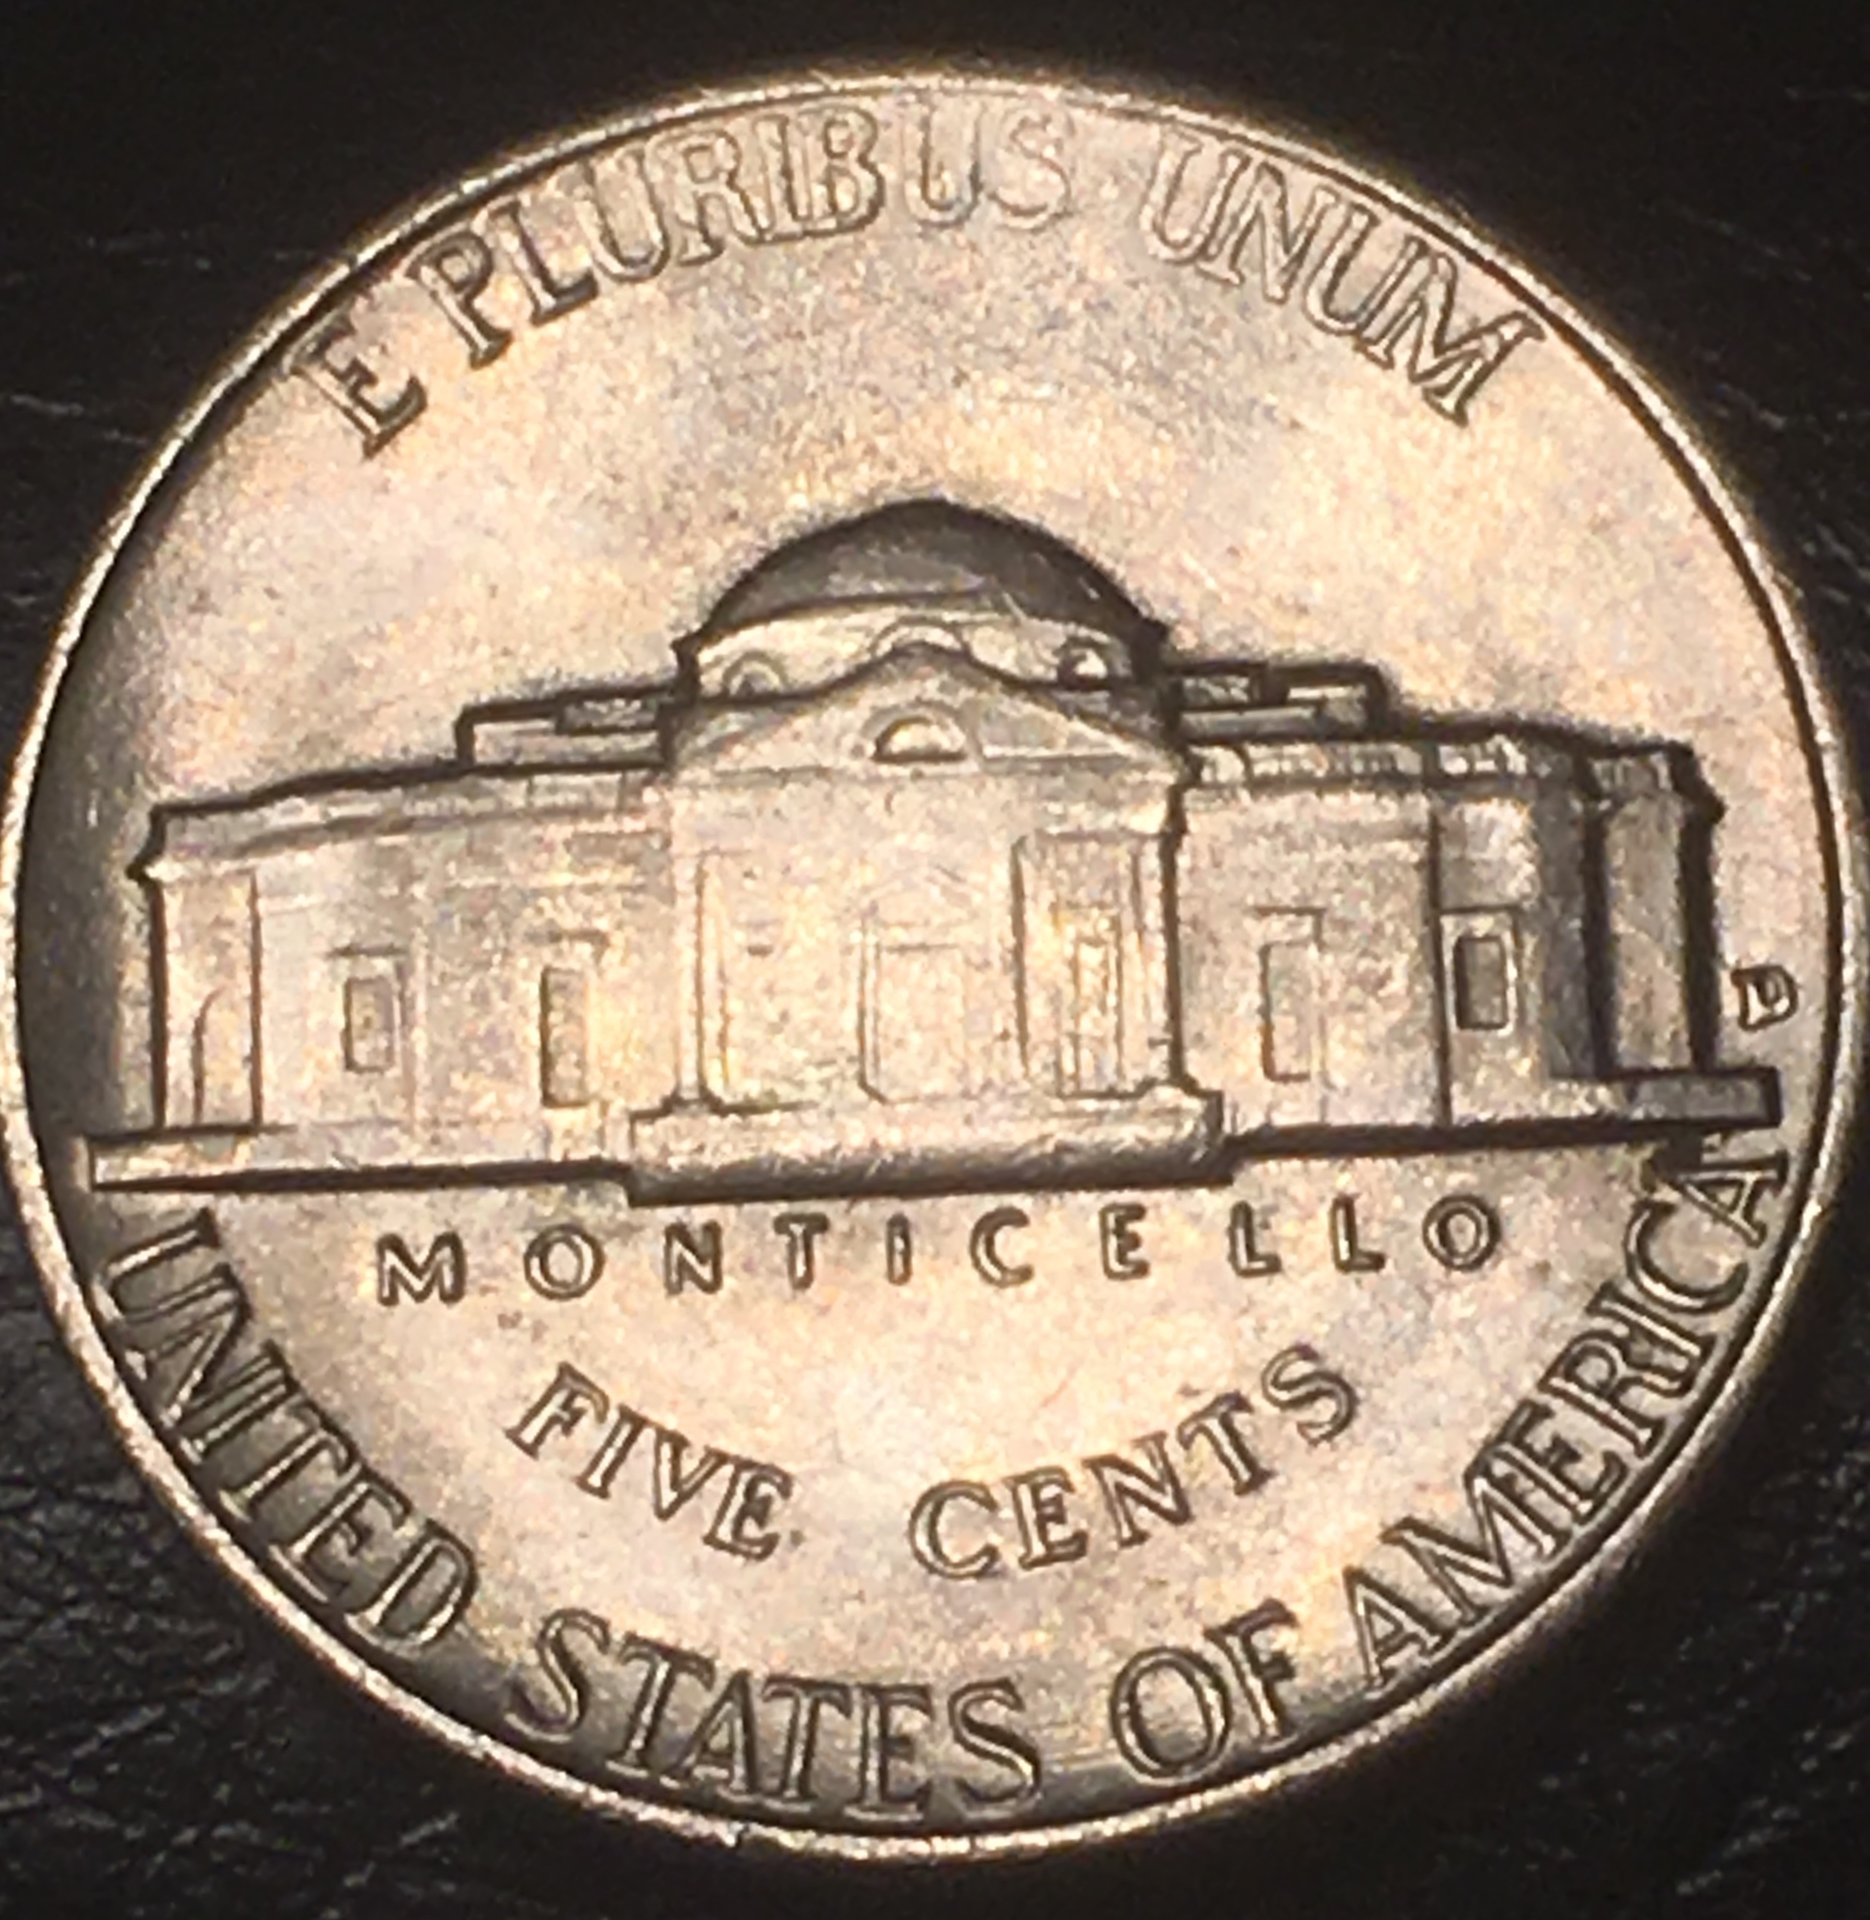 E PLURIBUS UNUM
D
MONTICELLO
FIVE CENTS
UNITED STATES OF AMERICA